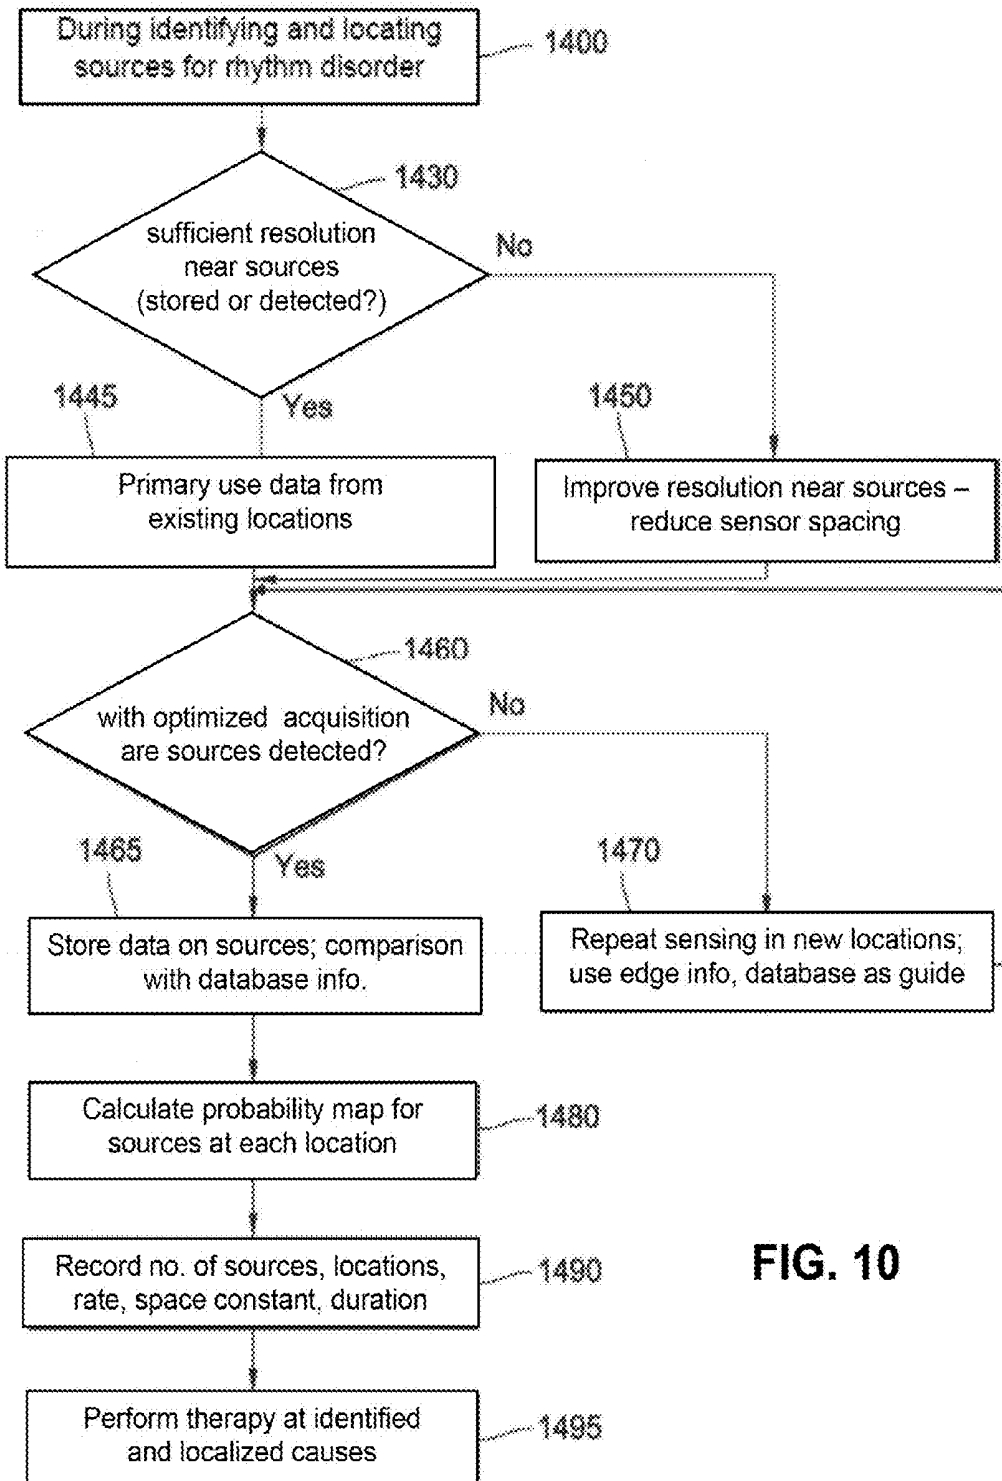 During identifying and locating
sources for rhythm disorder
1400
1430
sufficient resolution
near sources
(stored or detected?)
No
Yes
1445
1450
Primary use data from
existing locations
Improve resolution near sources –
reduce sensor spacing
1460
with optimized acquisition
are sources detected?
No
Yes
1465
1470
Store data on sources; comparison
with database info.
Repeat sensing in new locations;
use edge info, database as guide
Calculate probability map for
sources at each location
1480
Record no. of sources, locations,
rate, space constant, duration
1490
FIG. 10
Perform therapy at identified
and localized causes
1495